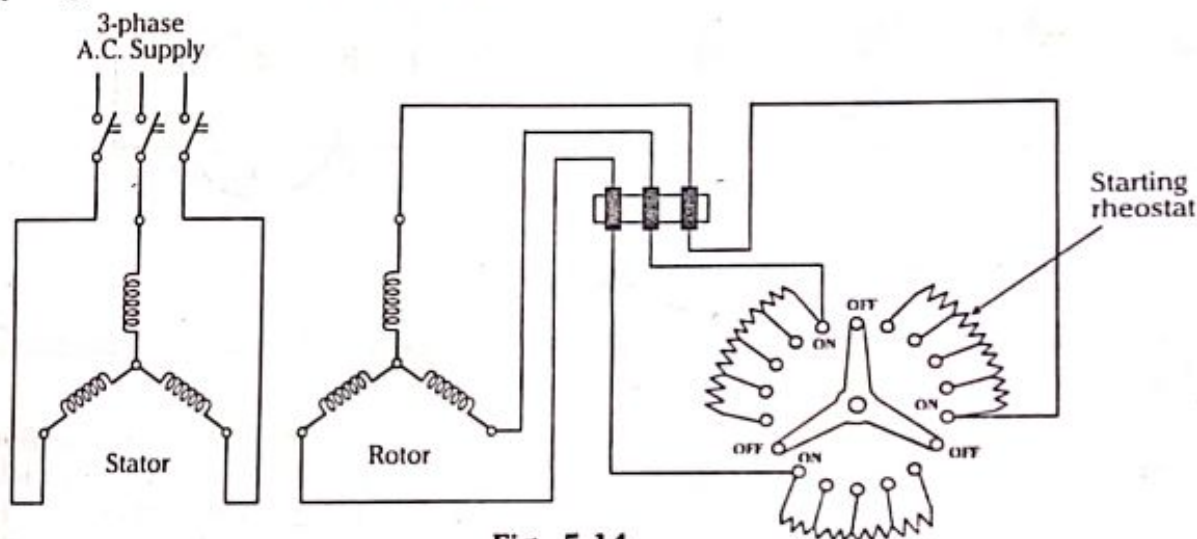 3-phase
A.C. Supply
Starting
rheostat
OFF
ON
ON
Stator
Rotor
OFF
ON
OFF